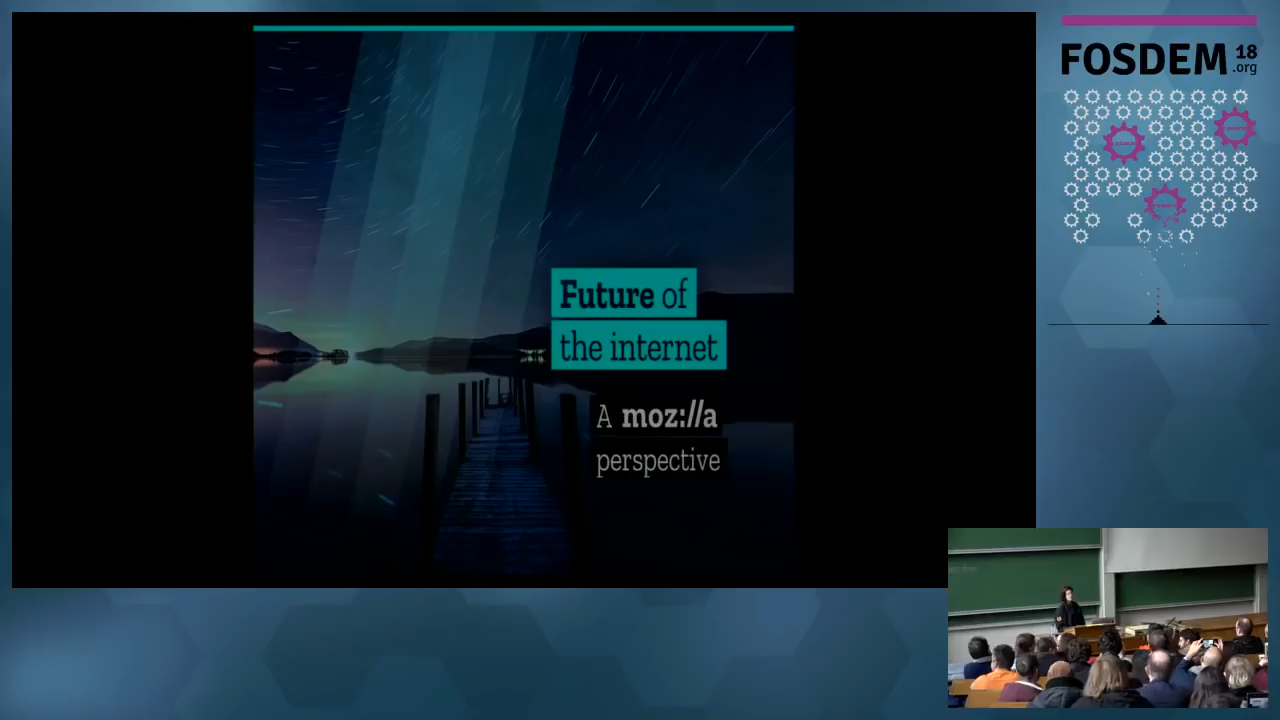 Future of
the internet
A moz://a
perspective
FOSDEM 18
.org